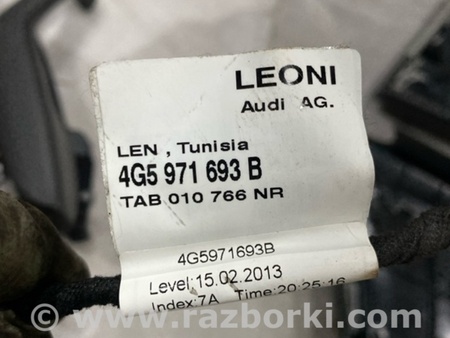 LEONI
Audi AG.
LEN , Tunisia
4G5 971 693 B
TAB 010 766 NR
4G5971693B
Level:15.02.2013
Index:7A Time:20:25:16
© www.razborki.com